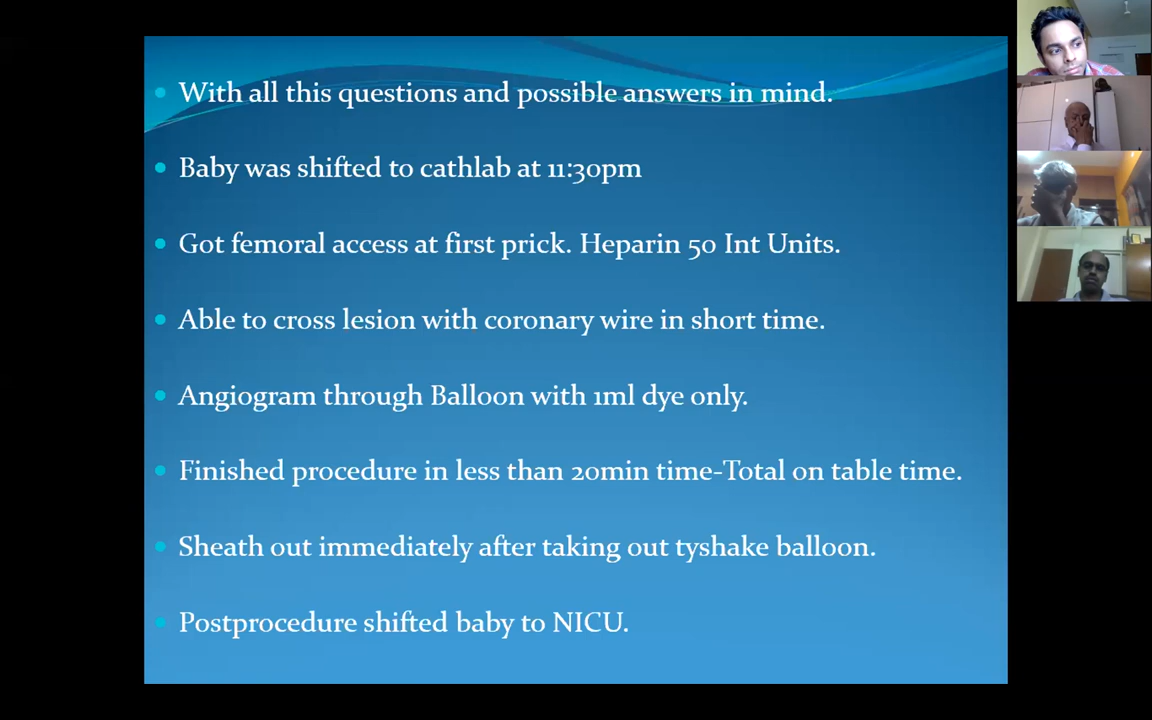 With all this questions and possible answers in mind.
Baby was shifted to cathlab at 11:30pm
Got femoral access at first prick. Heparin 50 Int Units.
Able to cross lesion with coronary wire in short time.
Angiogram through Balloon with 1ml dye only.
Finished procedure in less than 20min time-Total on table time.
Sheath out immediately after taking out tyshake balloon.
Postprocedure shifted baby to NICU.